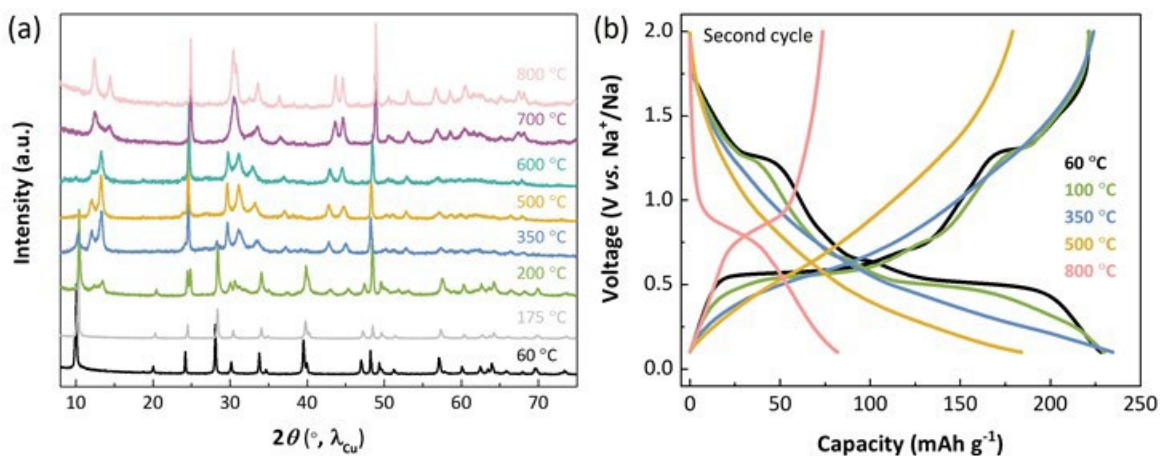 (a)
Intensity (a.u.)
800 °C
700 °C
600 °C
500 °C
350 °C
200 °C
175 °C
60 °C
10 20 30 40 50 60 70
2θ (°, λCu)
(b)
Second cycle
Voltage (V vs. Na⁺/Na)
2.0
1.5
1.0
0.5
0.0
60 °C
100 °C
350 °C
500 °C
800 °C
0 50 100 150 200 250
Capacity (mAh g⁻¹)